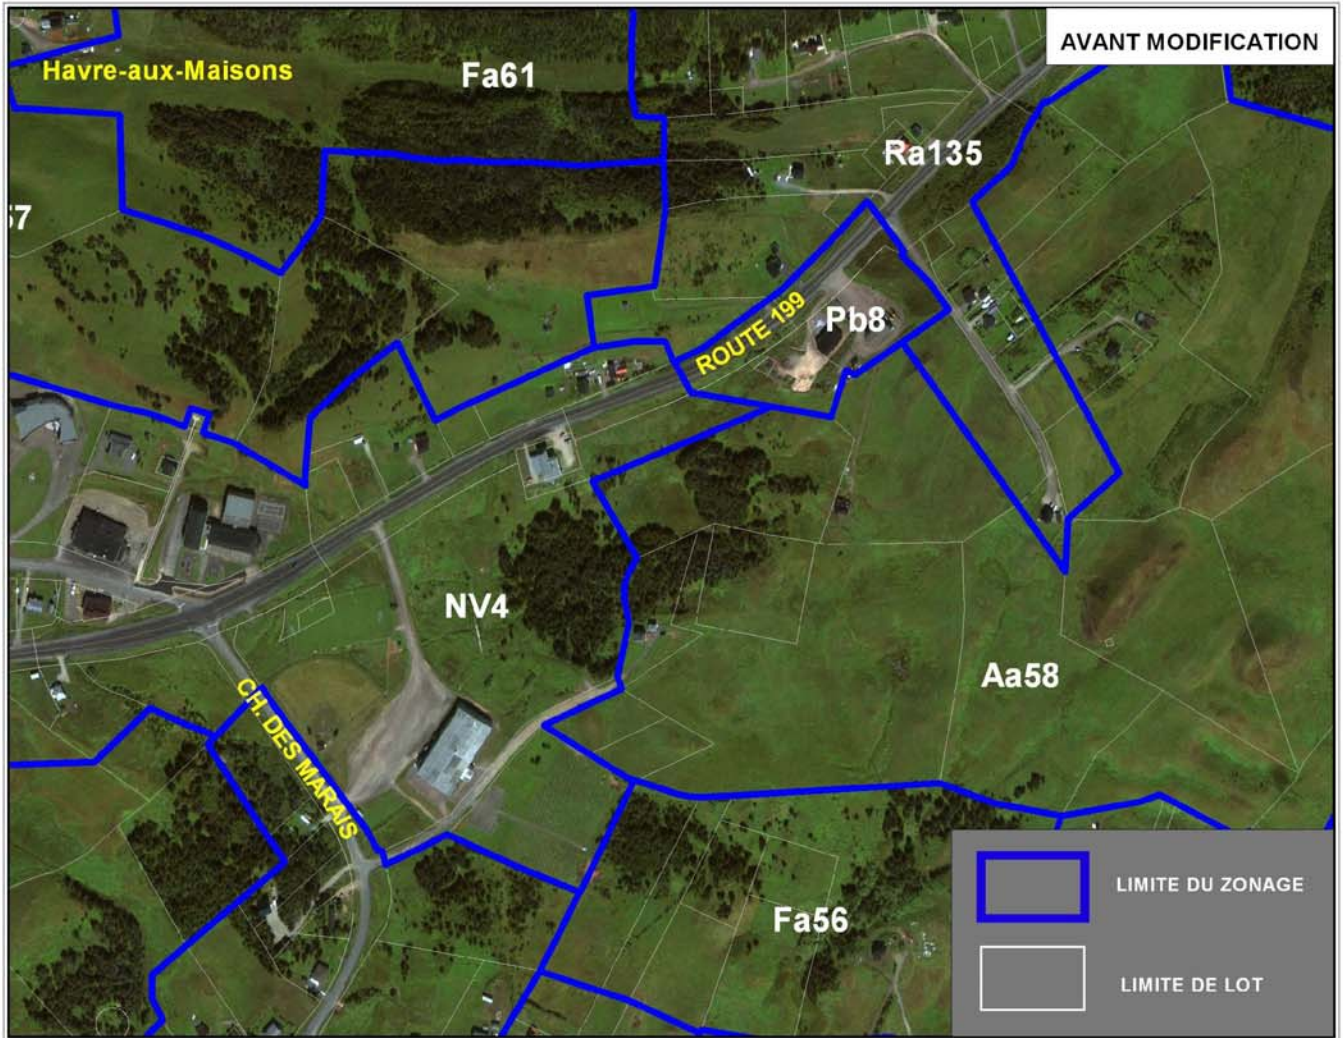 AVANT MODIFICATION
Havre-aux-Maisons
Fa61
Ra135
57
ROUTE 199
Pb8
NV4
Aa58
CH. DES MARAIS
Fa56
LIMITE DU ZONAGE
LIMITE DE LOT